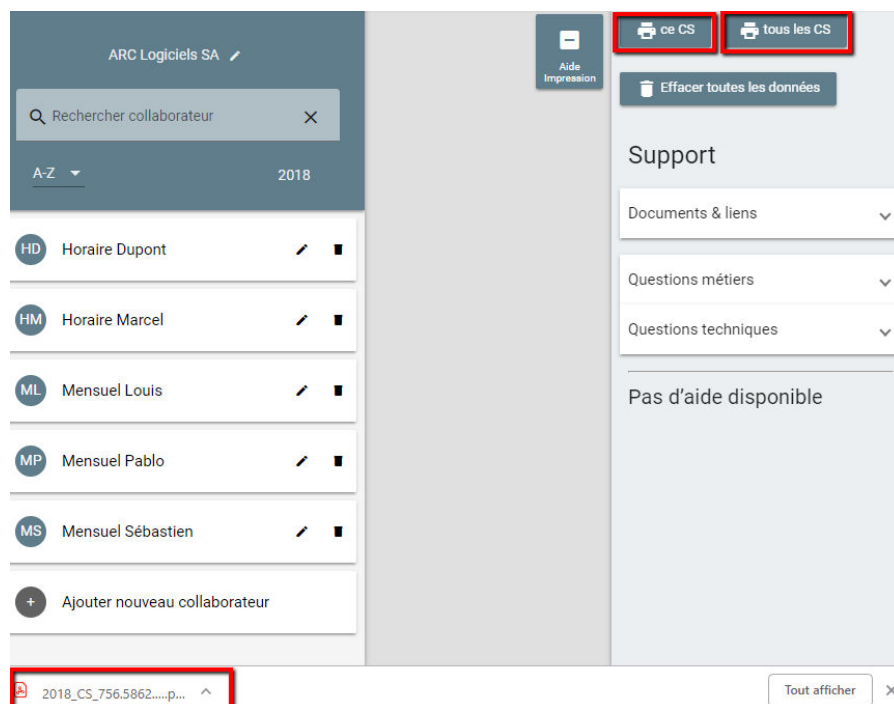 ARC Logiciels SA
Rechercher collaborateur
A-Z
2018
HD Horaire Dupont
HM Horaire Marcel
ML Mensuel Louis
MP Mensuel Pablo
MS Mensuel Sébastien
+ Ajouter nouveau collaborateur
Aide
Impression
ce CS
tous les CS
Effacer toutes les données
Support
Documents & liens
Questions métiers
Questions techniques
Pas d’aide disponible
2018_CS_756.5862.....p...
Tout afficher